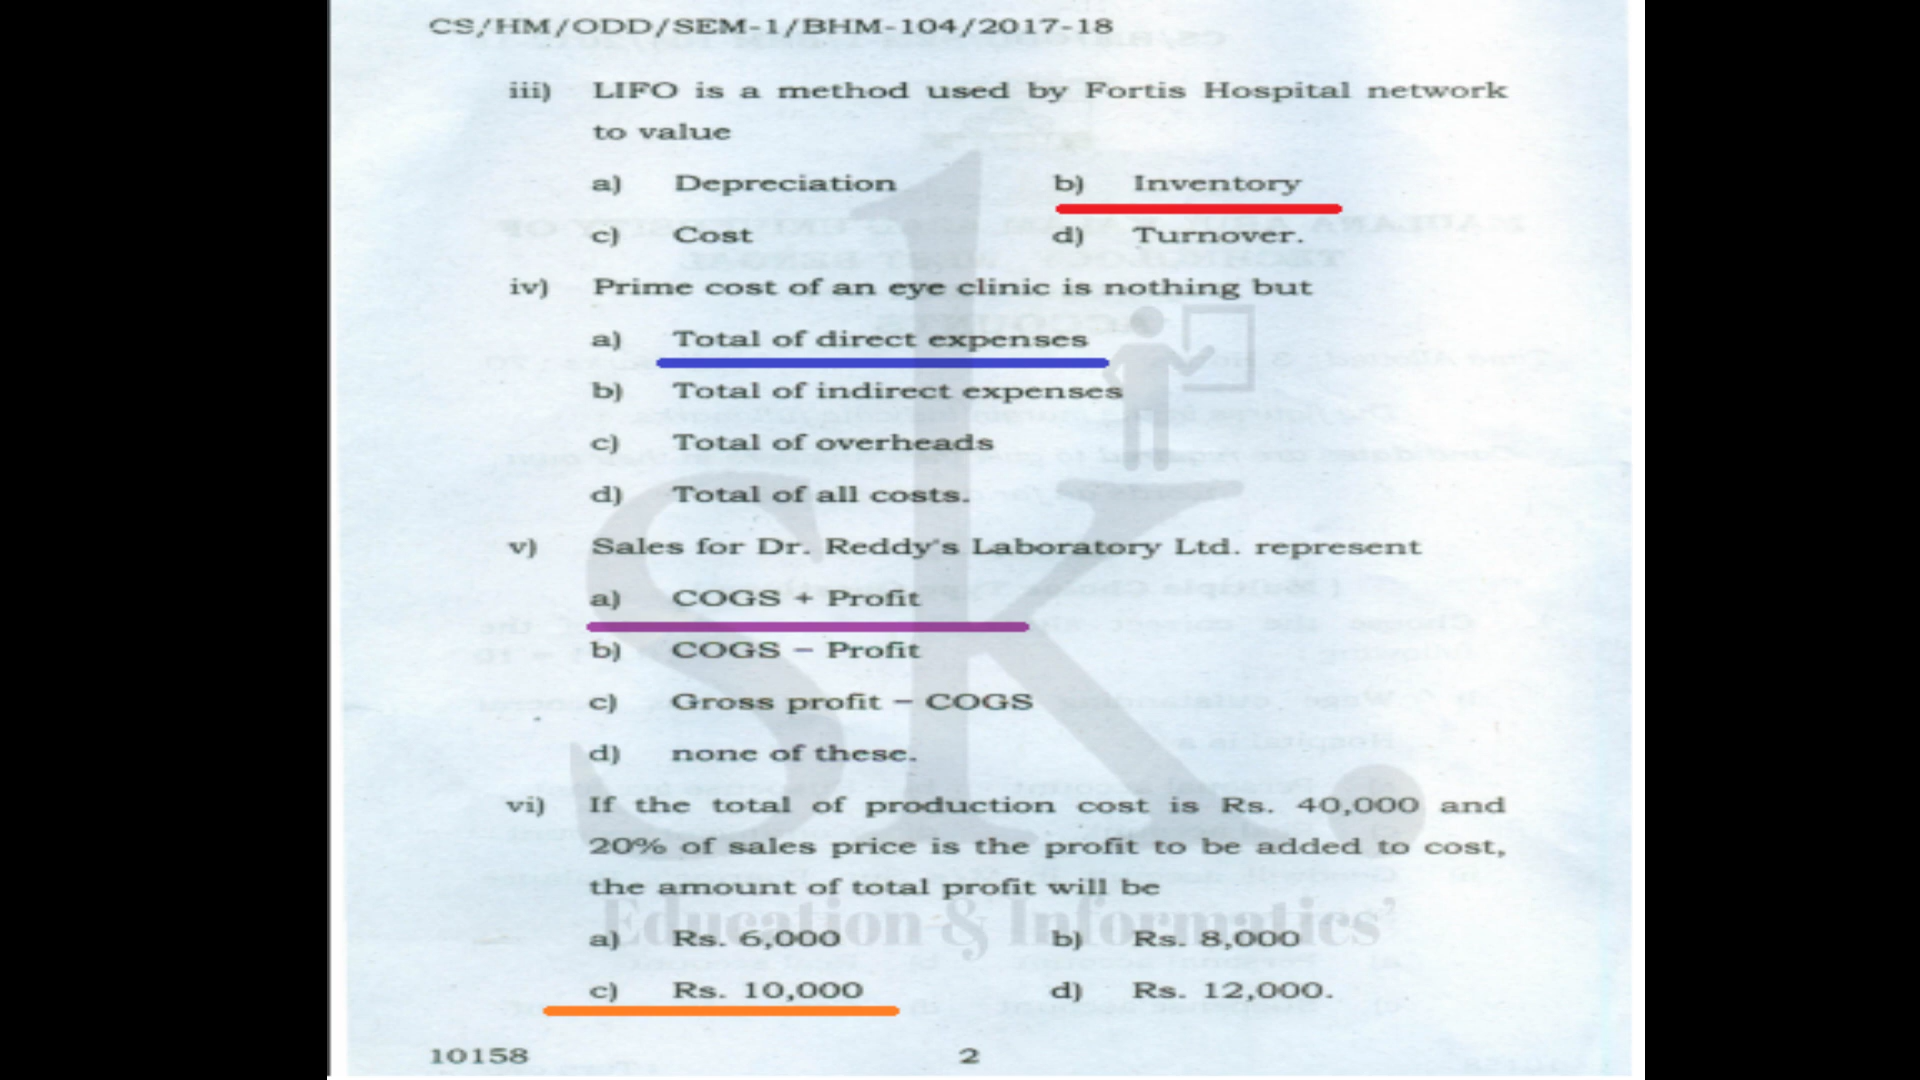 CS/HM/ODD/SEM-1/BHM-104/2017-18
iii) LIFO is a method used by Fortis Hospital network
to value
a) Depreciation b) Inventory
c) Cost d) Turnover.
iv) Prime cost of an eye clinic is nothing but
a) Total of direct expenses
b) Total of indirect expenses
c) Total of overheads
d) Total of all costs.
v) Sales for Dr. Reddy's Laboratory Ltd. represent
a) COGS + Profit
b) COGS − Profit
c) Gross profit − COGS
d) none of these.
vi) If the total of production cost is Rs. 40,000 and
20% of sales price is the profit to be added to cost,
the amount of total profit will be
a) Rs. 6,000 b) Rs. 8,000
c) Rs. 10,000 d) Rs. 12,000.
10158 2
sk.
Education & Informatics'